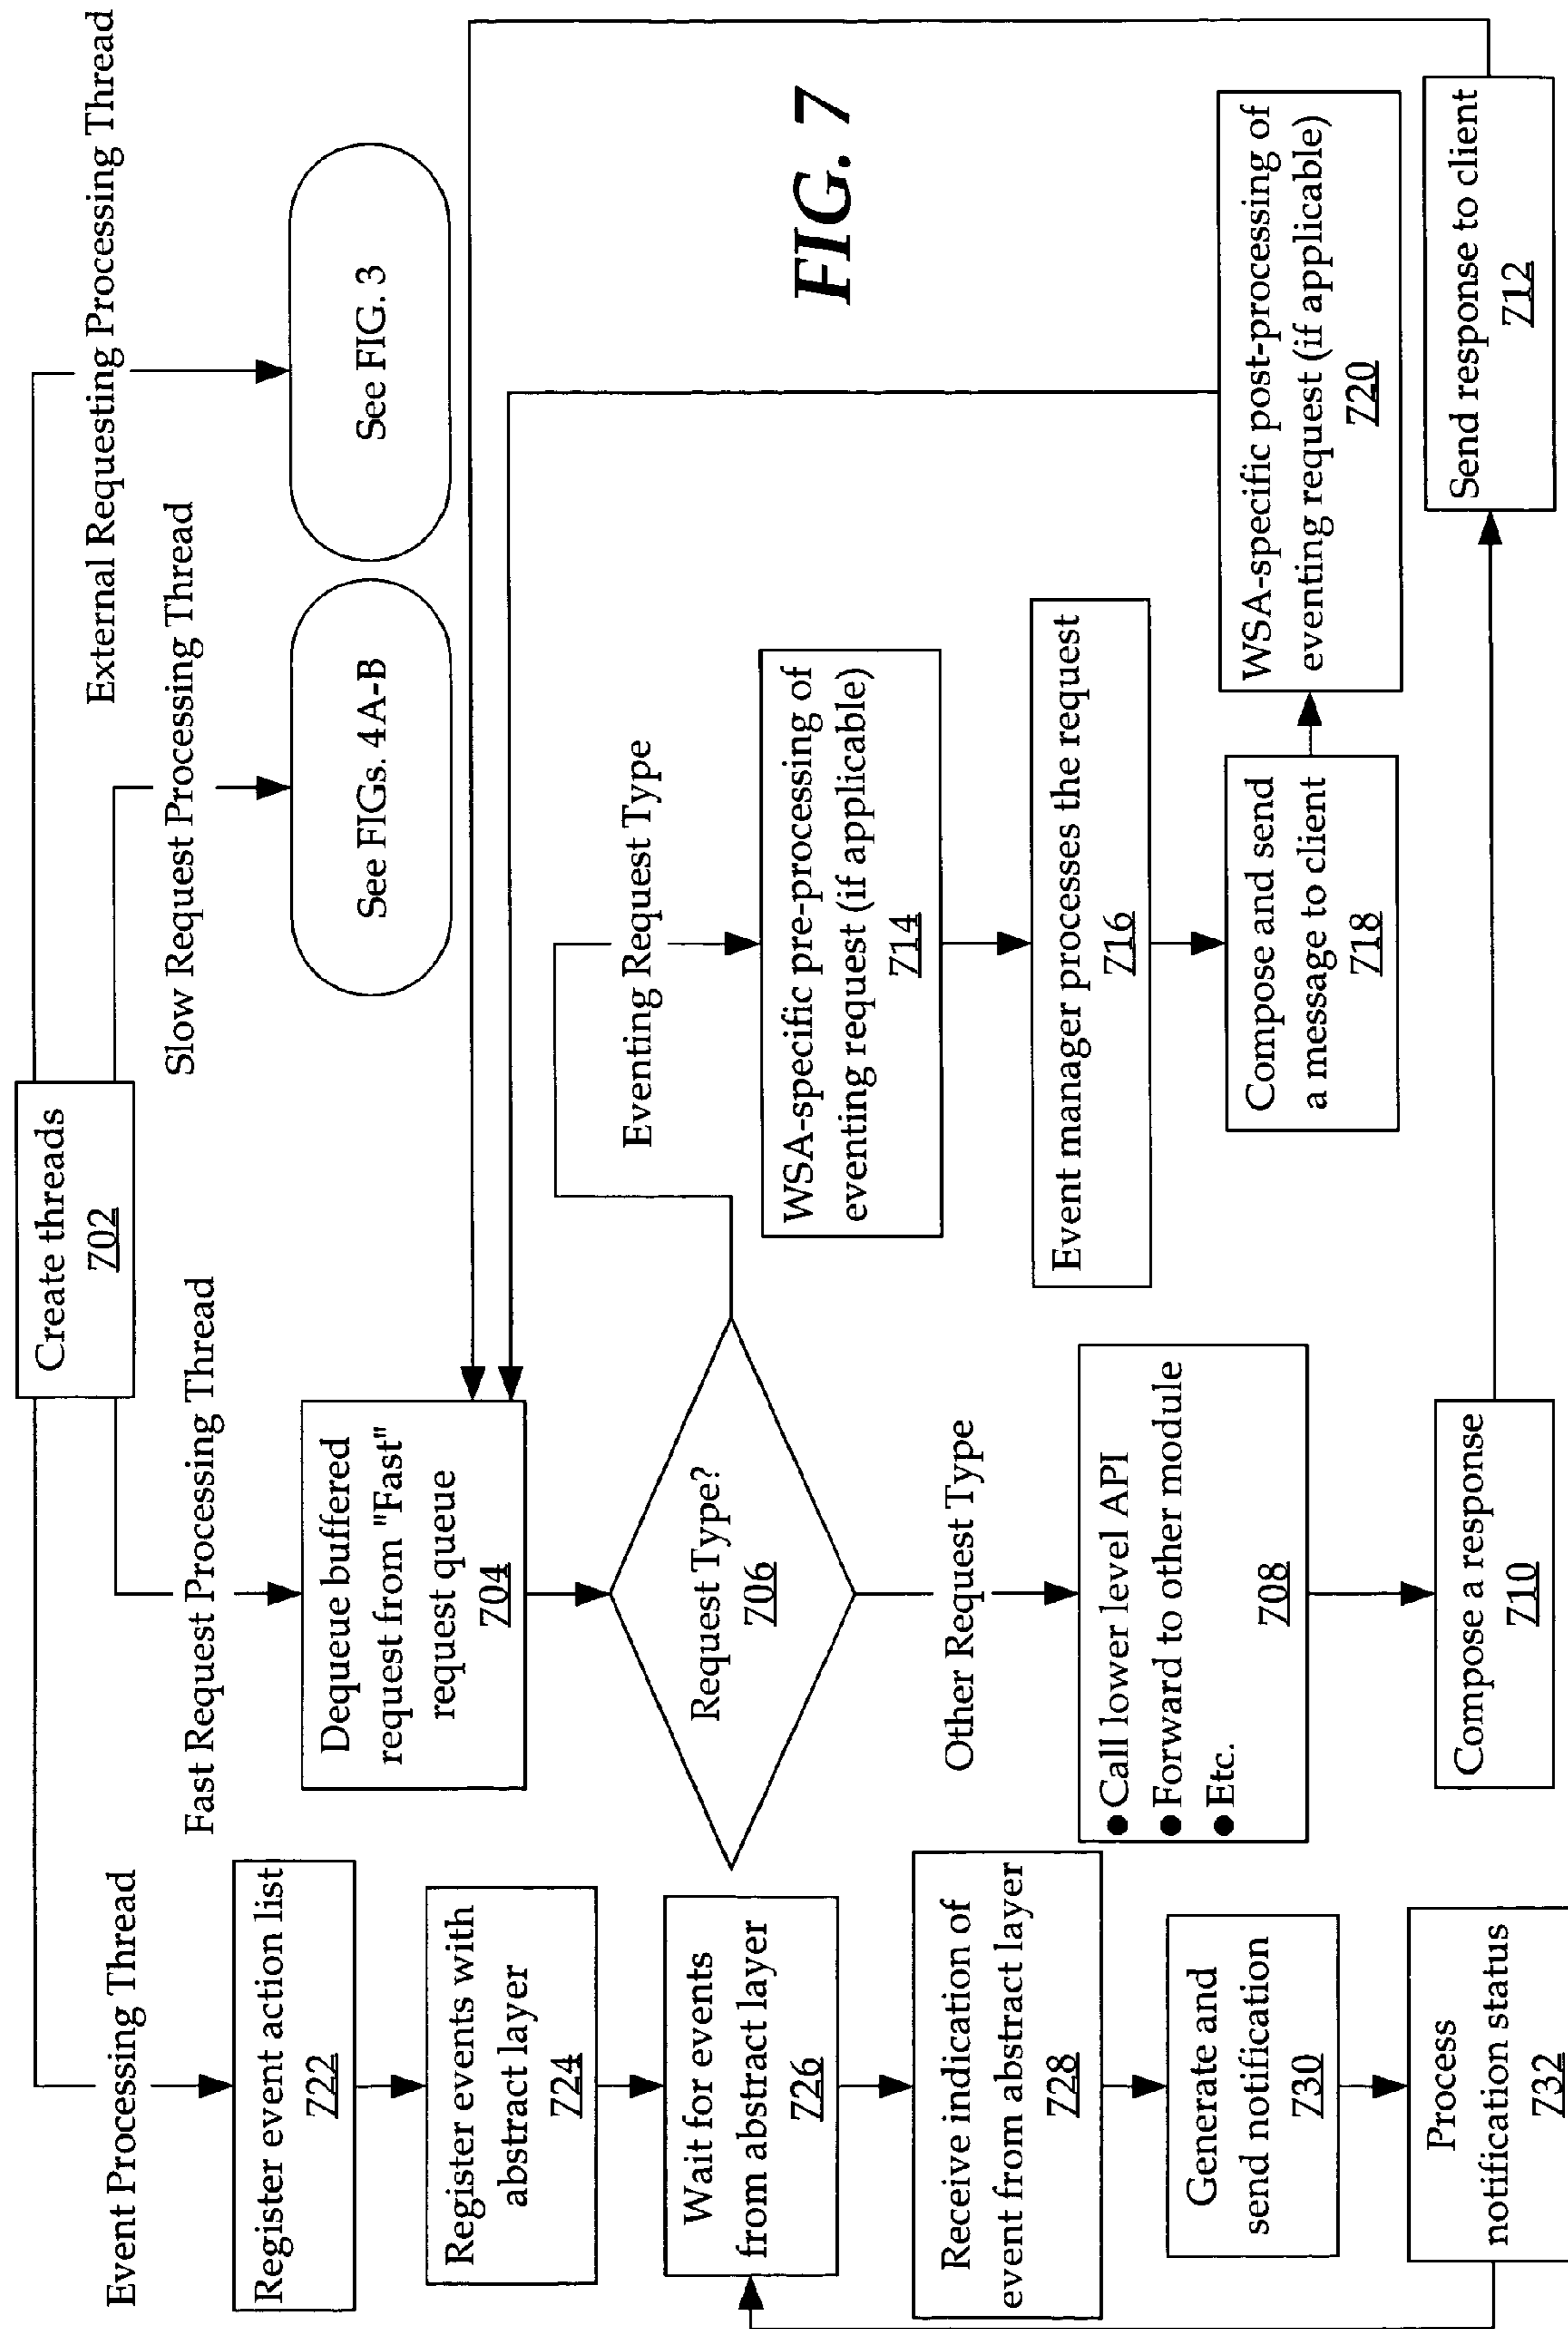 Create threads
702
Event Processing Thread
Fast Request Processing Thread
Slow Request Processing Thread
External Requesting Processing Thread
Register event action list
722
Register events with
abstract layer
724
Wait for events
from abstract layer
726
Receive indication of
event from abstract layer
728
Generate and
send notification
730
Process
notification status
732
Dequeue buffered
request from "Fast"
request queue
704
Request Type?
706
Other Request Type
● Call lower level API
● Forward to other module
● Etc.
708
Compose a response
710
See FIGs. 4A-B
See FIG. 3
Eventing Request Type
WSA-specific pre-processing of
eventing request (if applicable)
714
Event manager processes the request
716
Compose and send
a message to client
718
WSA-specific post-processing of
eventing request (if applicable)
720
Send response to client
712
FIG. 7